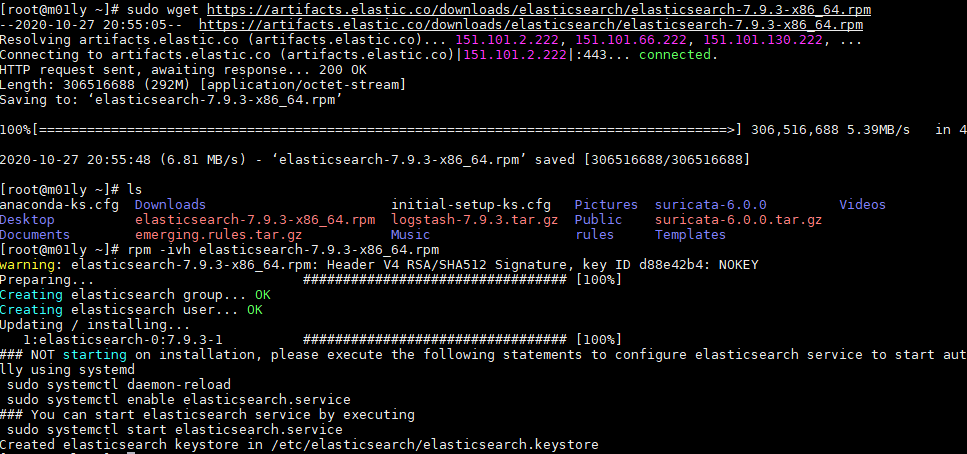 [root@m01ly ~]# sudo wget https://artifacts.elastic.co/downloads/elasticsearch/elasticsearch-7.9.3-x86_64.rpm
--2020-10-27 20:55:05--  https://artifacts.elastic.co/downloads/elasticsearch/elasticsearch-7.9.3-x86_64.rpm
Resolving artifacts.elastic.co (artifacts.elastic.co)... 151.101.2.222, 151.101.66.222, 151.101.130.222, ...
Connecting to artifacts.elastic.co (artifacts.elastic.co)|151.101.2.222|:443... connected.
HTTP request sent, awaiting response... 200 OK
Length: 306516688 (292M) [application/octet-stream]
Saving to: ‘elasticsearch-7.9.3-x86_64.rpm’
100%[======================================================================================>] 306,516,688 5.39MB/s   in 4
2020-10-27 20:55:48 (6.81 MB/s) - ‘elasticsearch-7.9.3-x86_64.rpm’ saved [306516688/306516688]
[root@m01ly ~]# ls
anaconda-ks.cfg  Downloads                       initial-setup-ks.cfg   Pictures  suricata-6.0.0         Videos
Desktop          elasticsearch-7.9.3-x86_64.rpm  logstash-7.9.3.tar.gz  Public    suricata-6.0.0.tar.gz
Documents        emerging.rules.tar.gz           Music                  rules     Templates
[root@m01ly ~]# rpm -ivh elasticsearch-7.9.3-x86_64.rpm
warning: elasticsearch-7.9.3-x86_64.rpm: Header V4 RSA/SHA512 Signature, key ID d88e42b4: NOKEY
Preparing...                          ################################# [100%]
Creating elasticsearch group... OK
Creating elasticsearch user... OK
Updating / installing...
   1:elasticsearch-0:7.9.3-1          ################################# [100%]
### NOT starting on installation, please execute the following statements to configure elasticsearch service to start aut
lly using systemd
 sudo systemctl daemon-reload
 sudo systemctl enable elasticsearch.service
### You can start elasticsearch service by executing
 sudo systemctl start elasticsearch.service
Created elasticsearch keystore in /etc/elasticsearch/elasticsearch.keystore